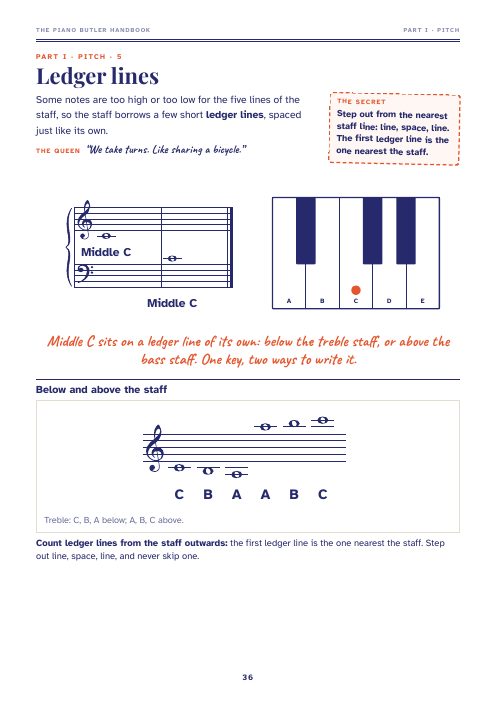 THE PIANO BUTLER HANDBOOK
PART I · PITCH
PART I · PITCH · 5
Ledger lines
Some notes are too high or too low for the five lines of the
staff, so the staff borrows a few short ledger lines, spaced
just like its own.
THE QUEEN "We take turns. Like sharing a bicycle."
THE SECRET
Step out from the nearest
staff line: line, space, line.
The first ledger line is the
one nearest the staff.
Middle C
Middle C
A B C D E
Middle C sits on a ledger line of its own: below the treble staff, or above the
bass staff. One key, two ways to write it.
Below and above the staff
C B A A B C
Treble: C, B, A below; A, B, C above.
Count ledger lines from the staff outwards: the first ledger line is the one nearest the staff. Step
out line, space, line, and never skip one.
36